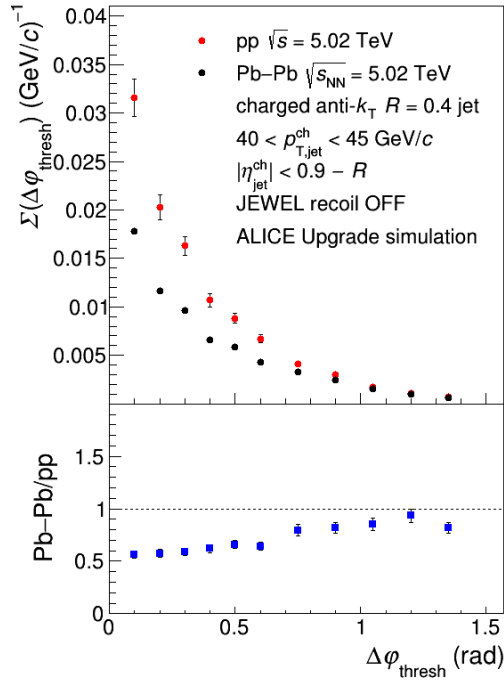 Σ(Δφthresh) (GeV/c)⁻¹
0.04
0.035
0.03
0.025
0.02
0.015
0.01
0.005
pp √s = 5.02 TeV
Pb–Pb √sNN = 5.02 TeV
charged anti-kT R = 0.4 jet
40 < pchT,jet < 45 GeV/c
|ηchjet| < 0.9 − R
JEWEL recoil OFF
ALICE Upgrade simulation
Pb–Pb/pp
1.5
1
0.5
0
0 0.5 1 1.5
Δφthresh (rad)